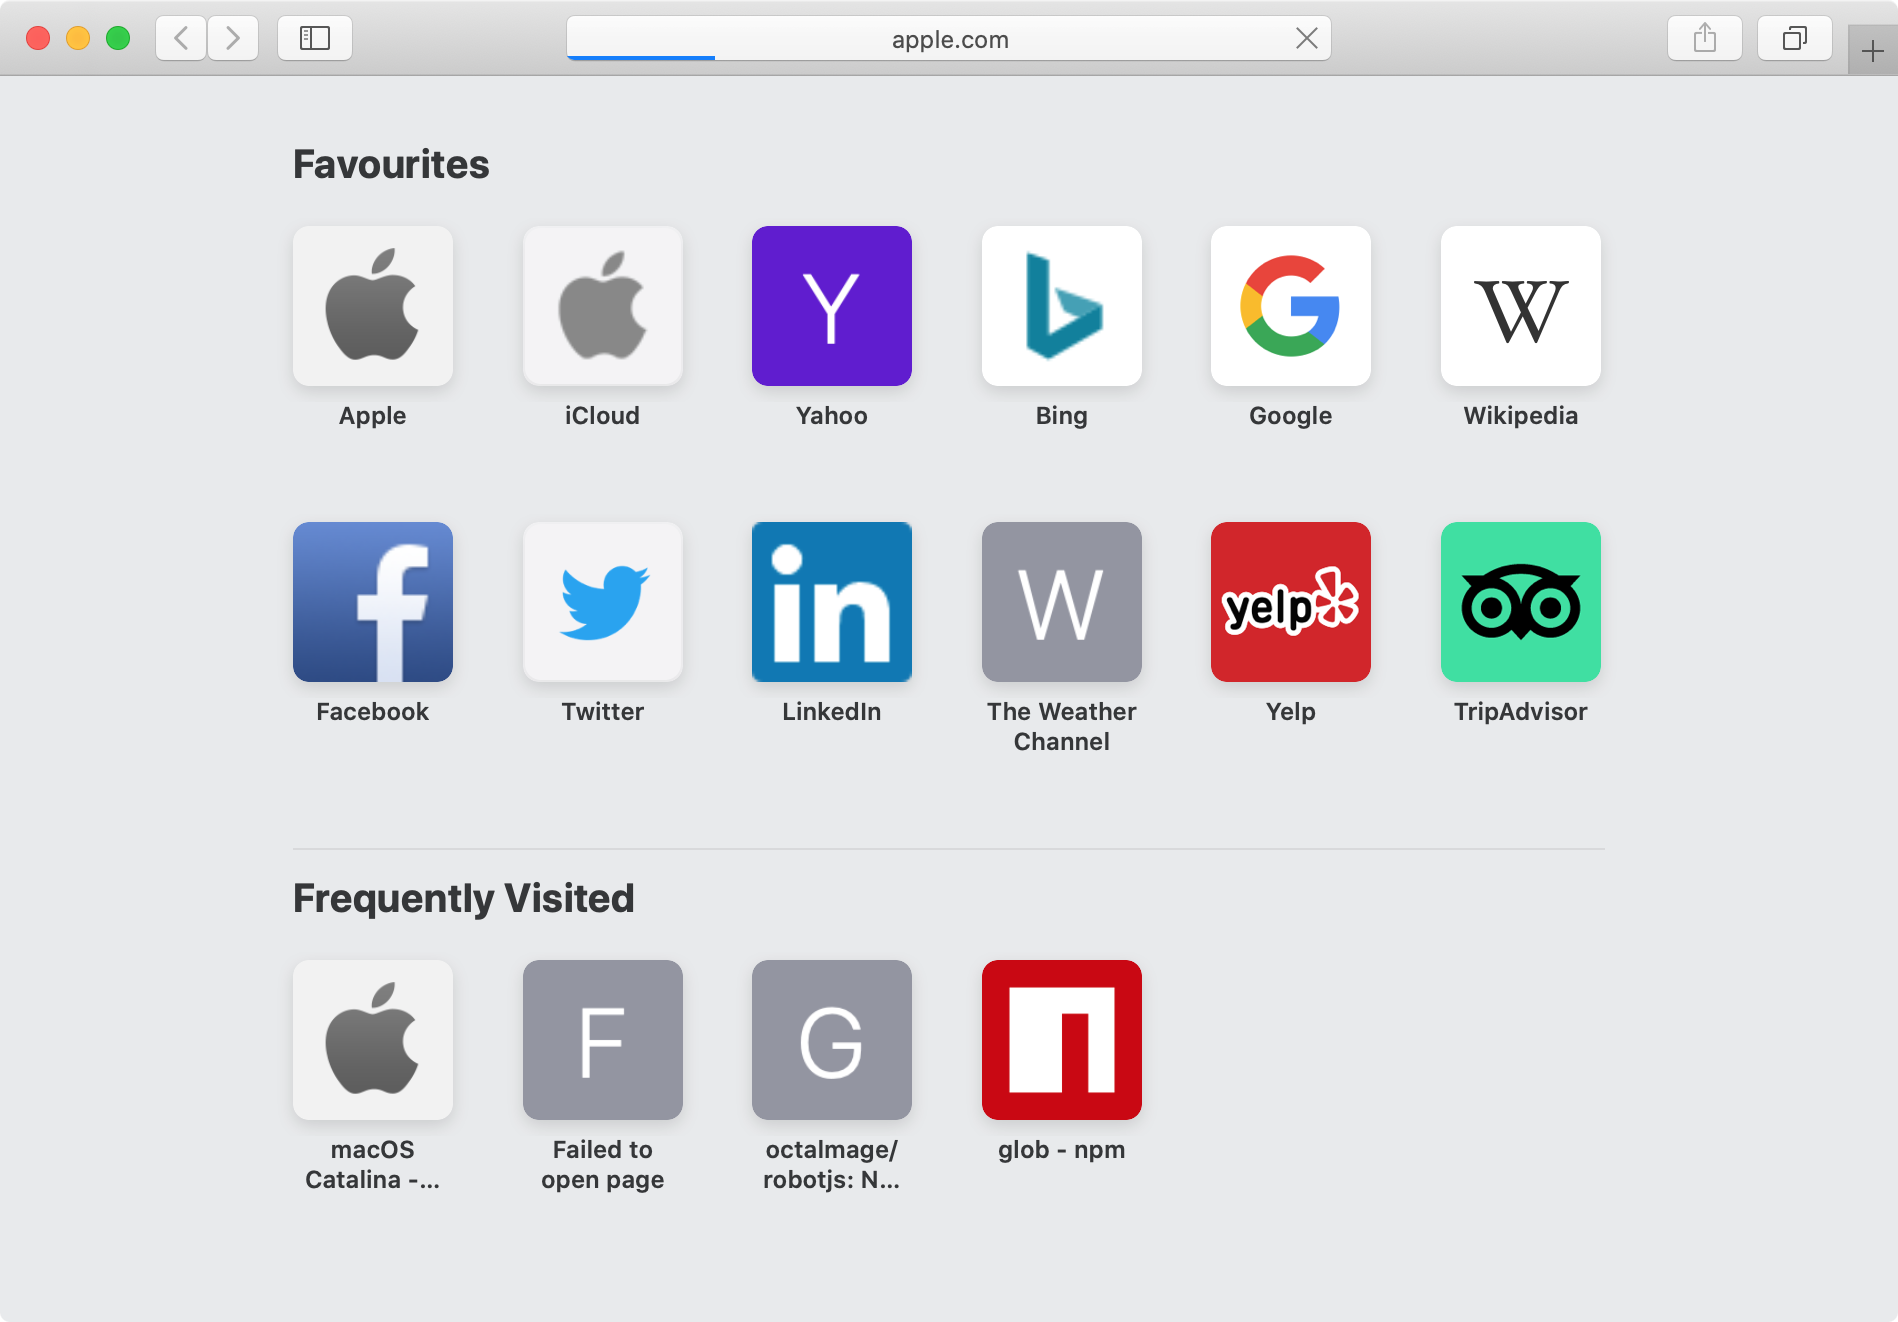 apple.com
Favourites
Y
G
W
Apple
iCloud
Yahoo
Bing
Google
Wikipedia
f
in
W
yelp
Facebook
Twitter
LinkedIn
The Weather
Channel
Yelp
TripAdvisor
Frequently Visited
F
G
n
macOS
Catalina -...
Failed to
open page
octalmage/
robotjs: N...
glob - npm